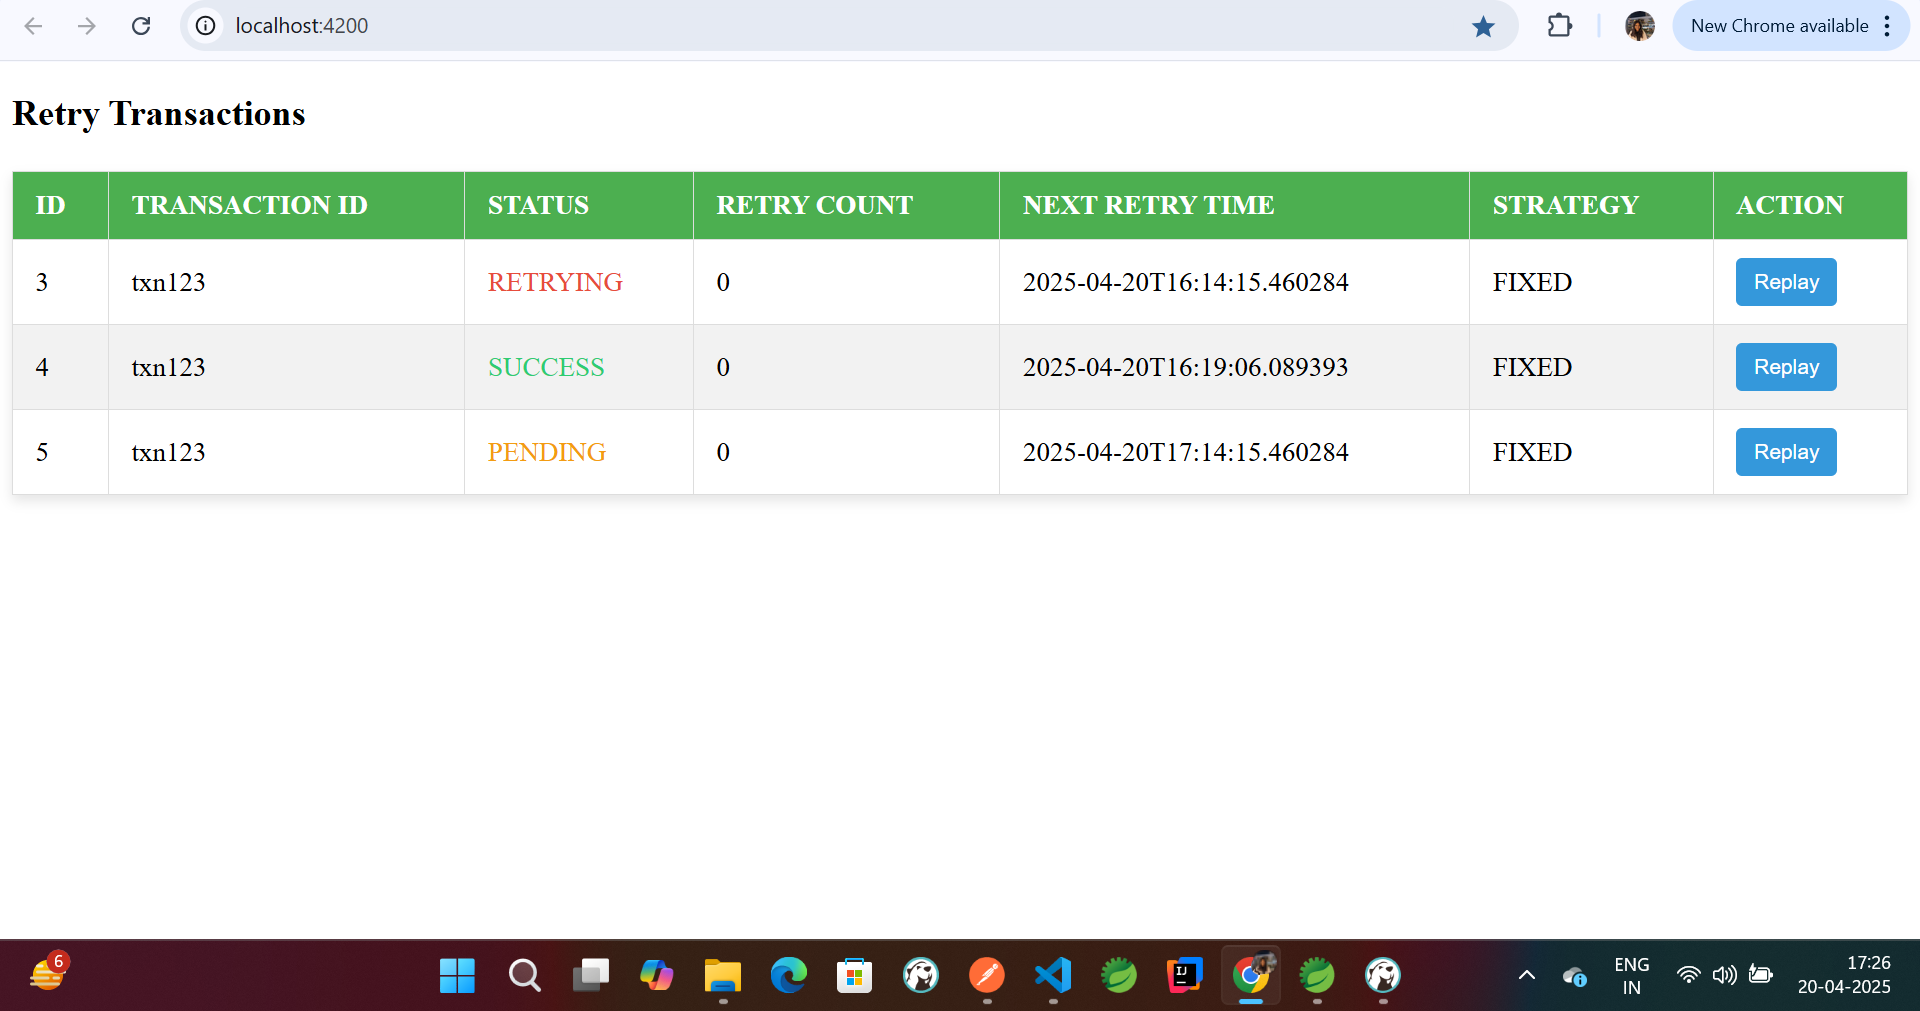 localhost:4200
New Chrome available
Retry Transactions
ID TRANSACTION ID STATUS RETRY COUNT NEXT RETRY TIME STRATEGY ACTION
3 txn123 RETRYING 0 2025-04-20T16:14:15.460284 FIXED Replay
4 txn123 SUCCESS 0 2025-04-20T16:19:06.089393 FIXED Replay
5 txn123 PENDING 0 2025-04-20T17:14:15.460284 FIXED Replay
6
IJ
ENG
IN
17:26
20-04-2025